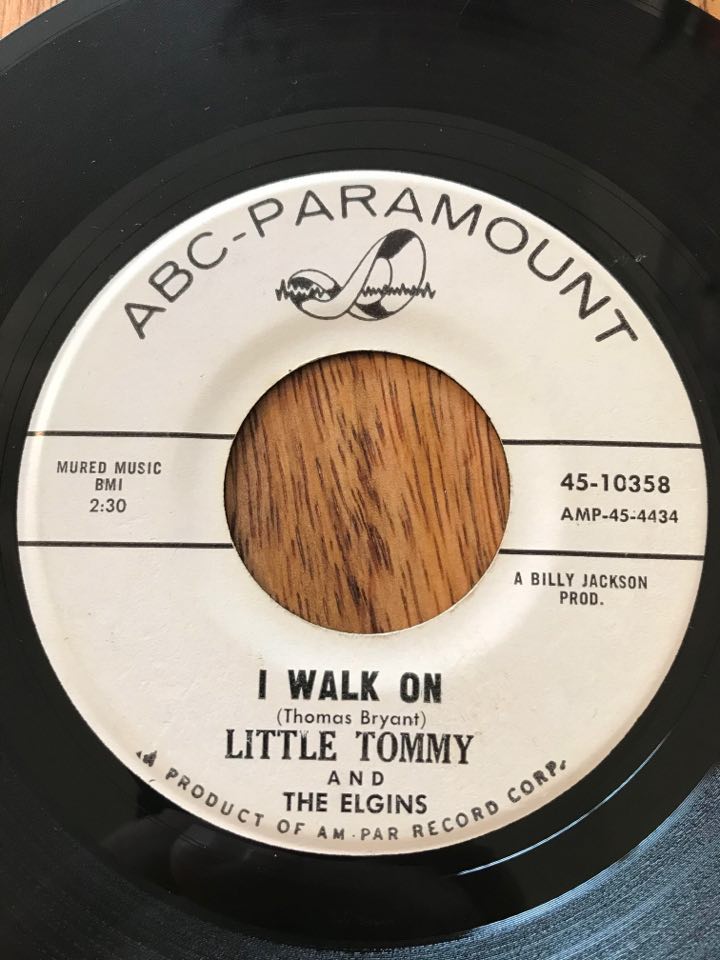 ABC-PARAMOUNT
MURED MUSIC
BMI
2:30
45-10358
AMP-45-4434
A BILLY JACKSON
PROD.
I WALK ON
(Thomas Bryant)
LITTLE TOMMY
AND
THE ELGINS
A PRODUCT OF AM-PAR RECORD CORP.